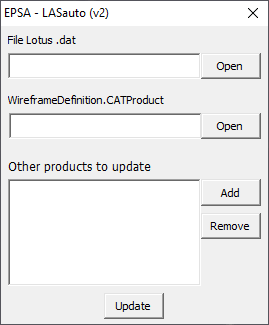 EPSA - LASauto (v2)
File Lotus .dat
Open
WireframeDefinition.CATProduct
Open
Other products to update
Add
Remove
Update